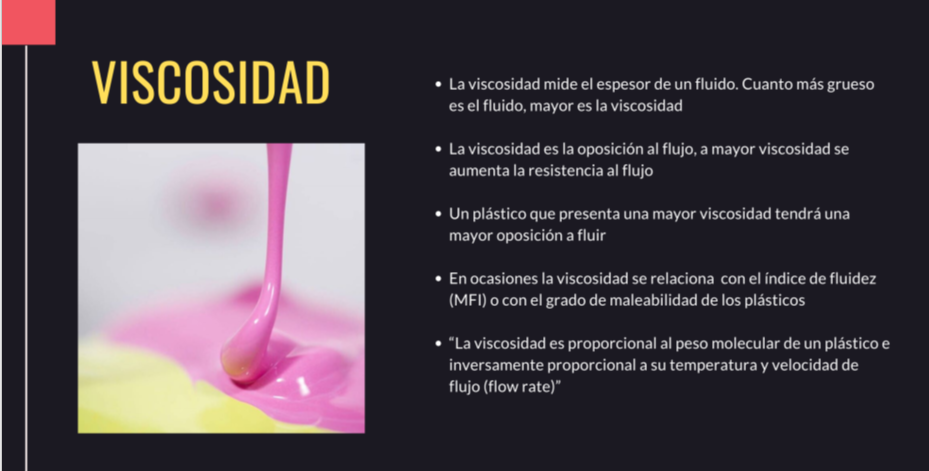 VISCOSIDAD
• La viscosidad mide el espesor de un fluido. Cuanto más grueso
es el fluido, mayor es la viscosidad
• La viscosidad es la oposición al flujo, a mayor viscosidad se
aumenta la resistencia al flujo
• Un plástico que presenta una mayor viscosidad tendrá una
mayor oposición a fluir
• En ocasiones la viscosidad se relaciona con el índice de fluidez
(MFI) o con el grado de maleabilidad de los plásticos
• “La viscosidad es proporcional al peso molecular de un plástico e
inversamente proporcional a su temperatura y velocidad de
flujo (flow rate)”